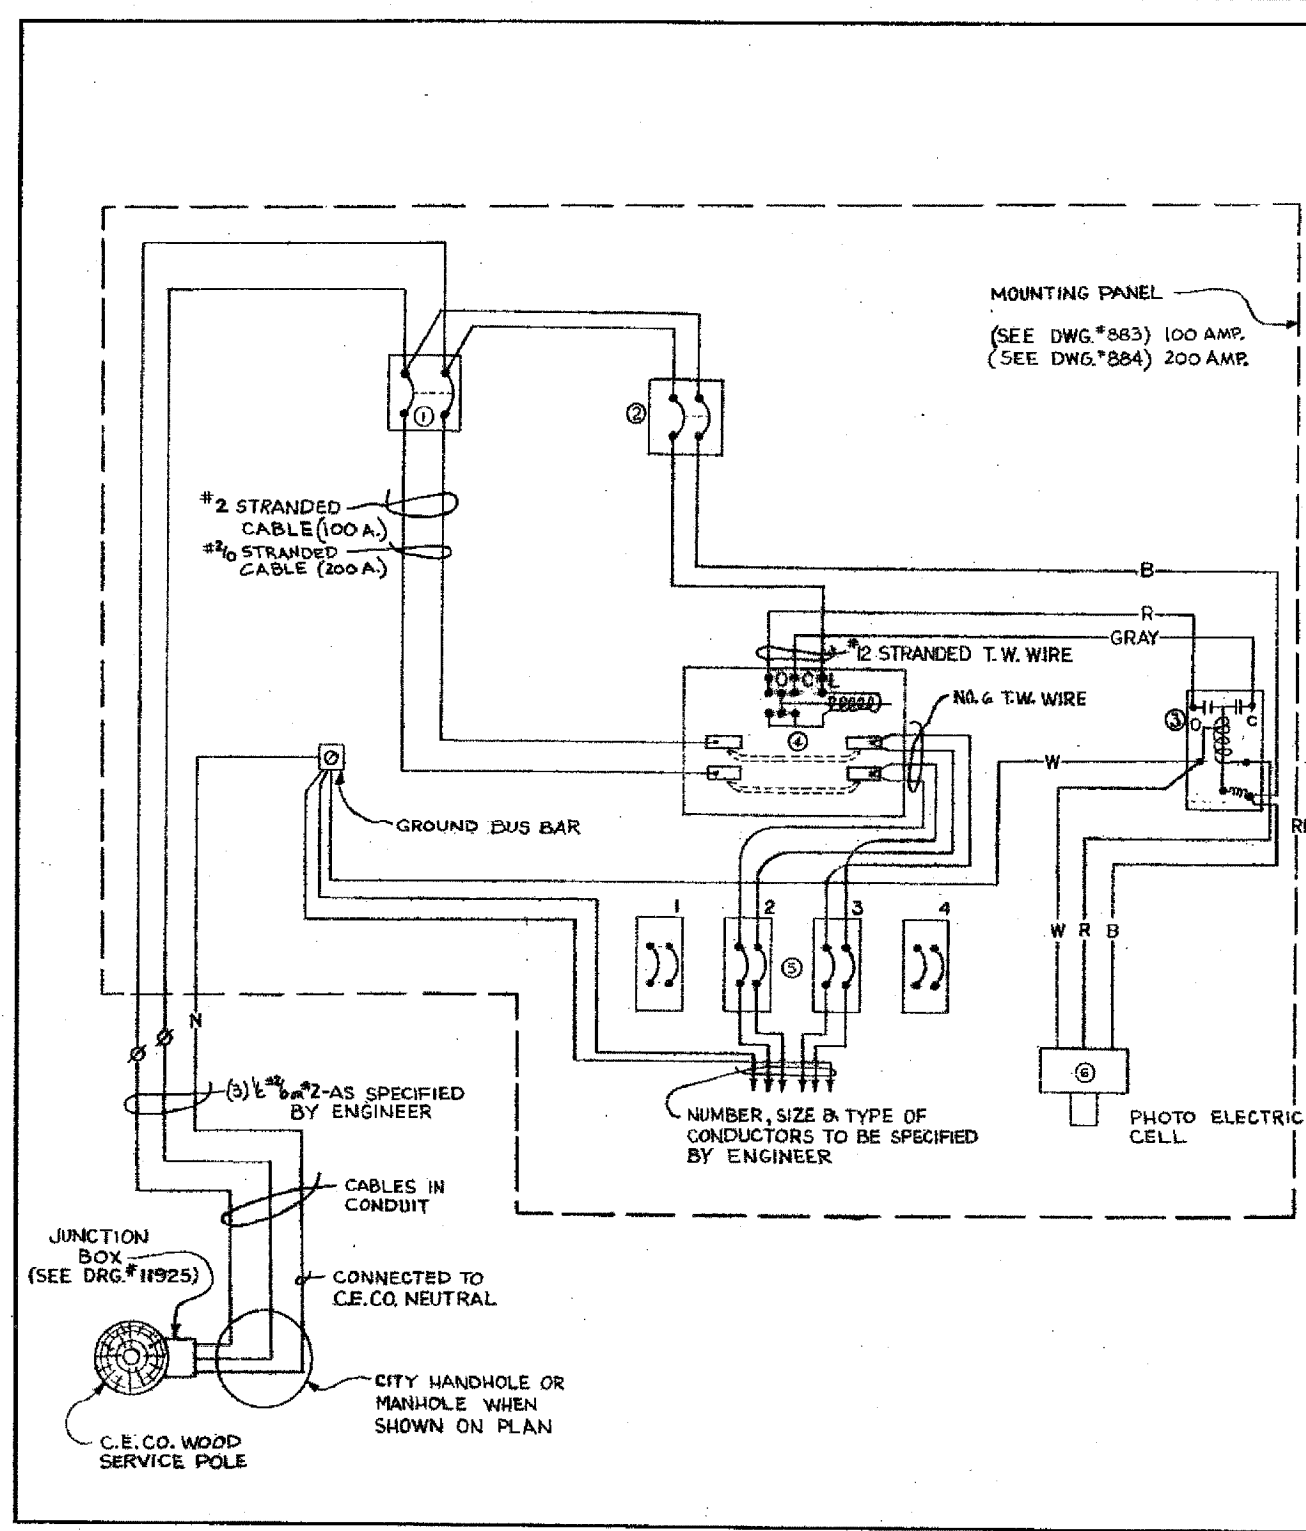 MOUNTING PANEL
(SEE DWG.#883) 100 AMP.
(SEE DWG.#884) 200 AMP.
1
2
#2 STRANDED
CABLE (100 A.)
#2/0 STRANDED
CABLE (200 A.)
B
R
GRAY
#12 STRANDED T.W. WIRE
O C L
NO. 6 T.W. WIRE
3
O C
4
W
GROUND BUS BAR
1 2 3 4
5
W R B
N
6
(3) #2-AS SPECIFIED
BY ENGINEER
NUMBER, SIZE & TYPE OF
CONDUCTORS TO BE SPECIFIED
BY ENGINEER
PHOTO ELECTRIC
CELL
CABLES IN
CONDUIT
JUNCTION
BOX
(SEE DRG.#11925)
CONNECTED TO
C.E.CO. NEUTRAL
CITY HANDHOLE OR
MANHOLE WHEN
SHOWN ON PLAN
C.E.CO. WOOD
SERVICE POLE